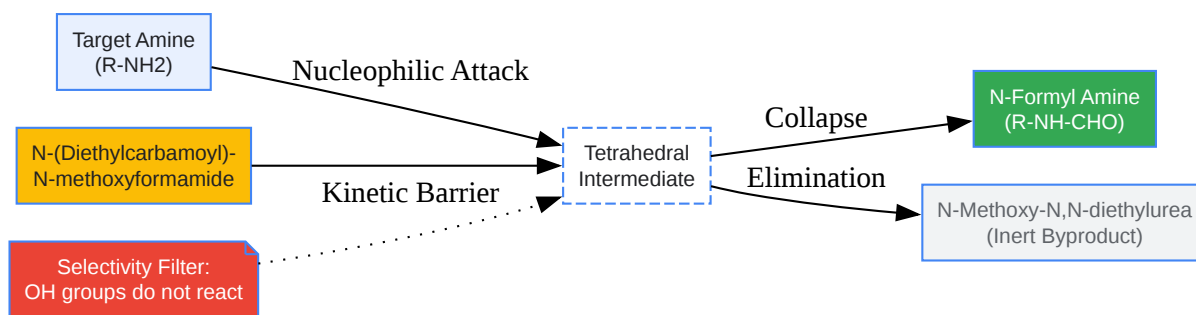 Target Amine
(R-NH2)
Nucleophilic Attack
N-(Diethylcarbamoyl)-
N-methoxyformamide
Kinetic Barrier
Selectivity Filter:
OH groups do not react
Tetrahedral
Intermediate
Collapse
Elimination
N-Formyl Amine
(R-NH-CHO)
N-Methoxy-N,N-diethylurea
(Inert Byproduct)